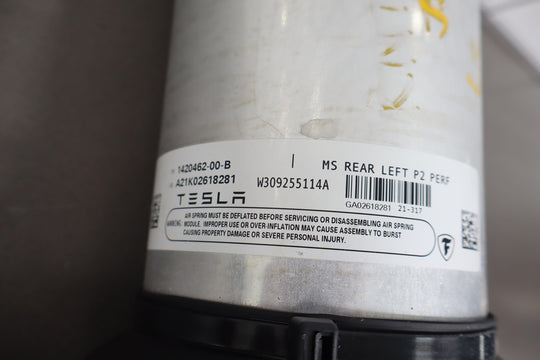 1420462-00-B
A21K02618281
TESLA
W309255114A
MS REAR LEFT P2 PERF
GA02618281 21-317
WARNING: AIR SPRING MUST BE DEFLATED BEFORE SERVICING OR DISASSEMBLING AIR SPRING
MODULE. IMPROPER USE OR OVER-INFLATION MAY CAUSE ASSEMBLY TO BURST
CAUSING PROPERTY DAMAGE OR SEVERE PERSONAL INJURY.